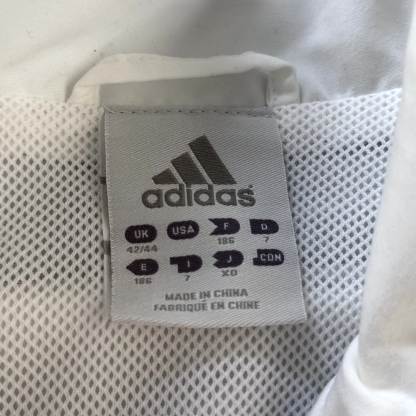 adidas
UK USA F D
42/44 186 7
E I J CDN
186 7 XO
MADE IN CHINA
FABRIQUÉ EN CHINE